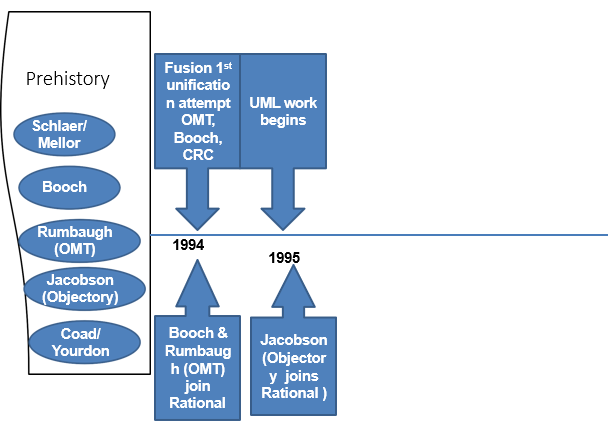 Prehistory
Schlaer/
Mellor
Booch
Rumbaugh
(OMT)
Jacobson
(Objectory)
Coad/
Yourdon
Fusion 1st
unificatio
n attempt
OMT,
Booch,
CRC
UML work
begins
1994
1995
Booch &
Rumbaug
h (OMT)
join
Rational
Jacobson
(Objector
y joins
Rational )